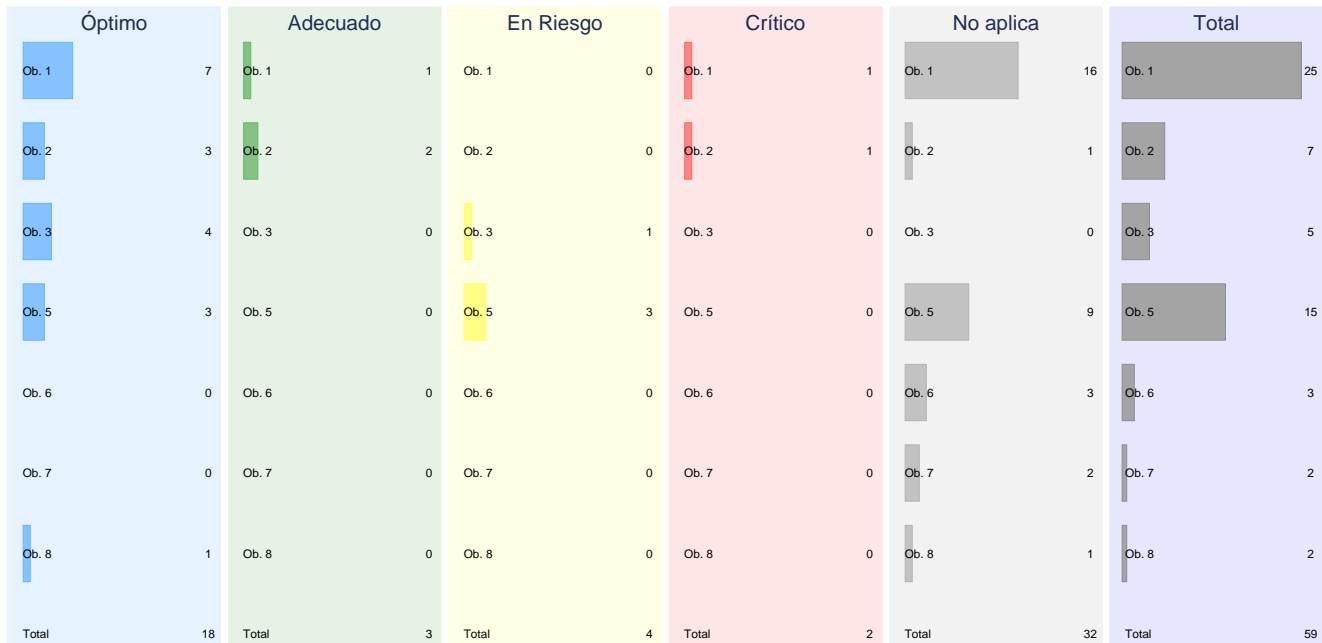 Óptimo Adecuado En Riesgo Crítico No aplica Total
Ob. 1 7 Ob. 1 1 Ob. 1 0 Ob. 1 1 Ob. 1 16 Ob. 1 25
Ob. 2 3 Ob. 2 2 Ob. 2 0 Ob. 2 1 Ob. 2 1 Ob. 2 7
Ob. 3 4 Ob. 3 0 Ob. 3 1 Ob. 3 0 Ob. 3 0 Ob. 3 5
Ob. 5 3 Ob. 5 0 Ob. 5 3 Ob. 5 0 Ob. 5 9 Ob. 5 15
Ob. 6 0 Ob. 6 0 Ob. 6 0 Ob. 6 0 Ob. 6 3 Ob. 6 3
Ob. 7 0 Ob. 7 0 Ob. 7 0 Ob. 7 0 Ob. 7 2 Ob. 7 2
Ob. 8 1 Ob. 8 0 Ob. 8 0 Ob. 8 0 Ob. 8 1 Ob. 8 2
Total 18 Total 3 Total 4 Total 2 Total 32 Total 59